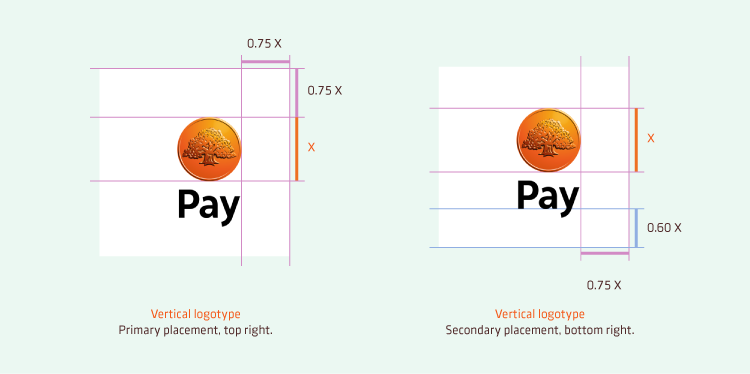 0.75 X
0.75 X
X
Pay
Vertical logotype
Primary placement, top right.
X
Pay
0.60 X
0.75 X
Vertical logotype
Secondary placement, bottom right.